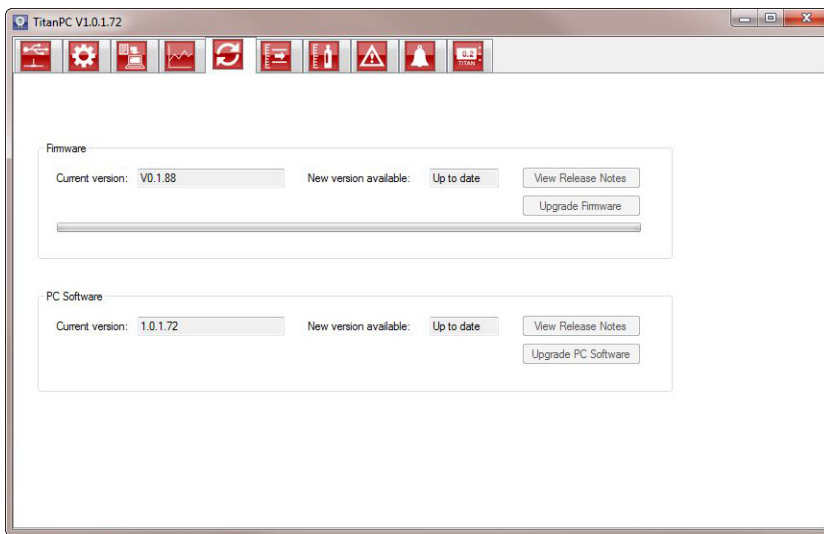 TitanPC V1.0.1.72
0.2
TITAN
Firmware
Current version: V0.1.88 New version available: Up to date View Release Notes
Upgrade Firmware
PC Software
Current version: 1.0.1.72 New version available: Up to date View Release Notes
Upgrade PC Software